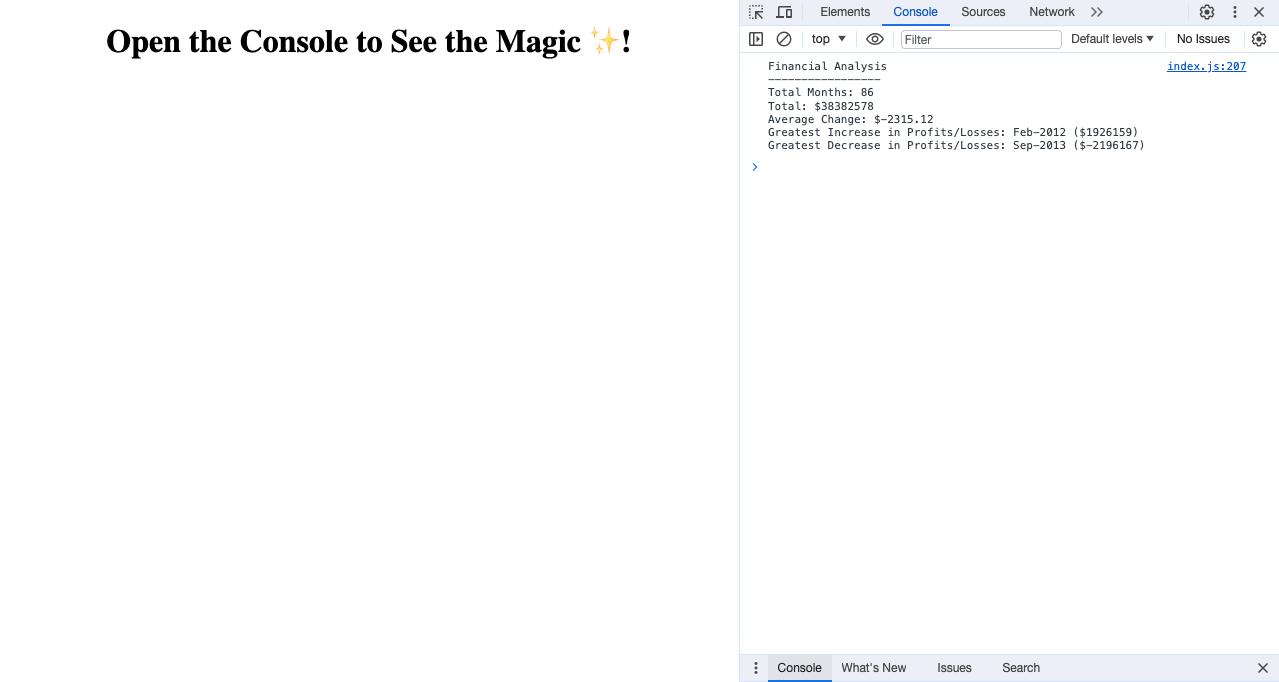 Open the Console to See the Magic ✨!
Elements Console Sources Network
top Filter Default levels No Issues
Financial Analysis index.js:207
-----------------
Total Months: 86
Total: $38382578
Average Change: $-2315.12
Greatest Increase in Profits/Losses: Feb-2012 ($1926159)
Greatest Decrease in Profits/Losses: Sep-2013 ($-2196167)
Console What's New Issues Search